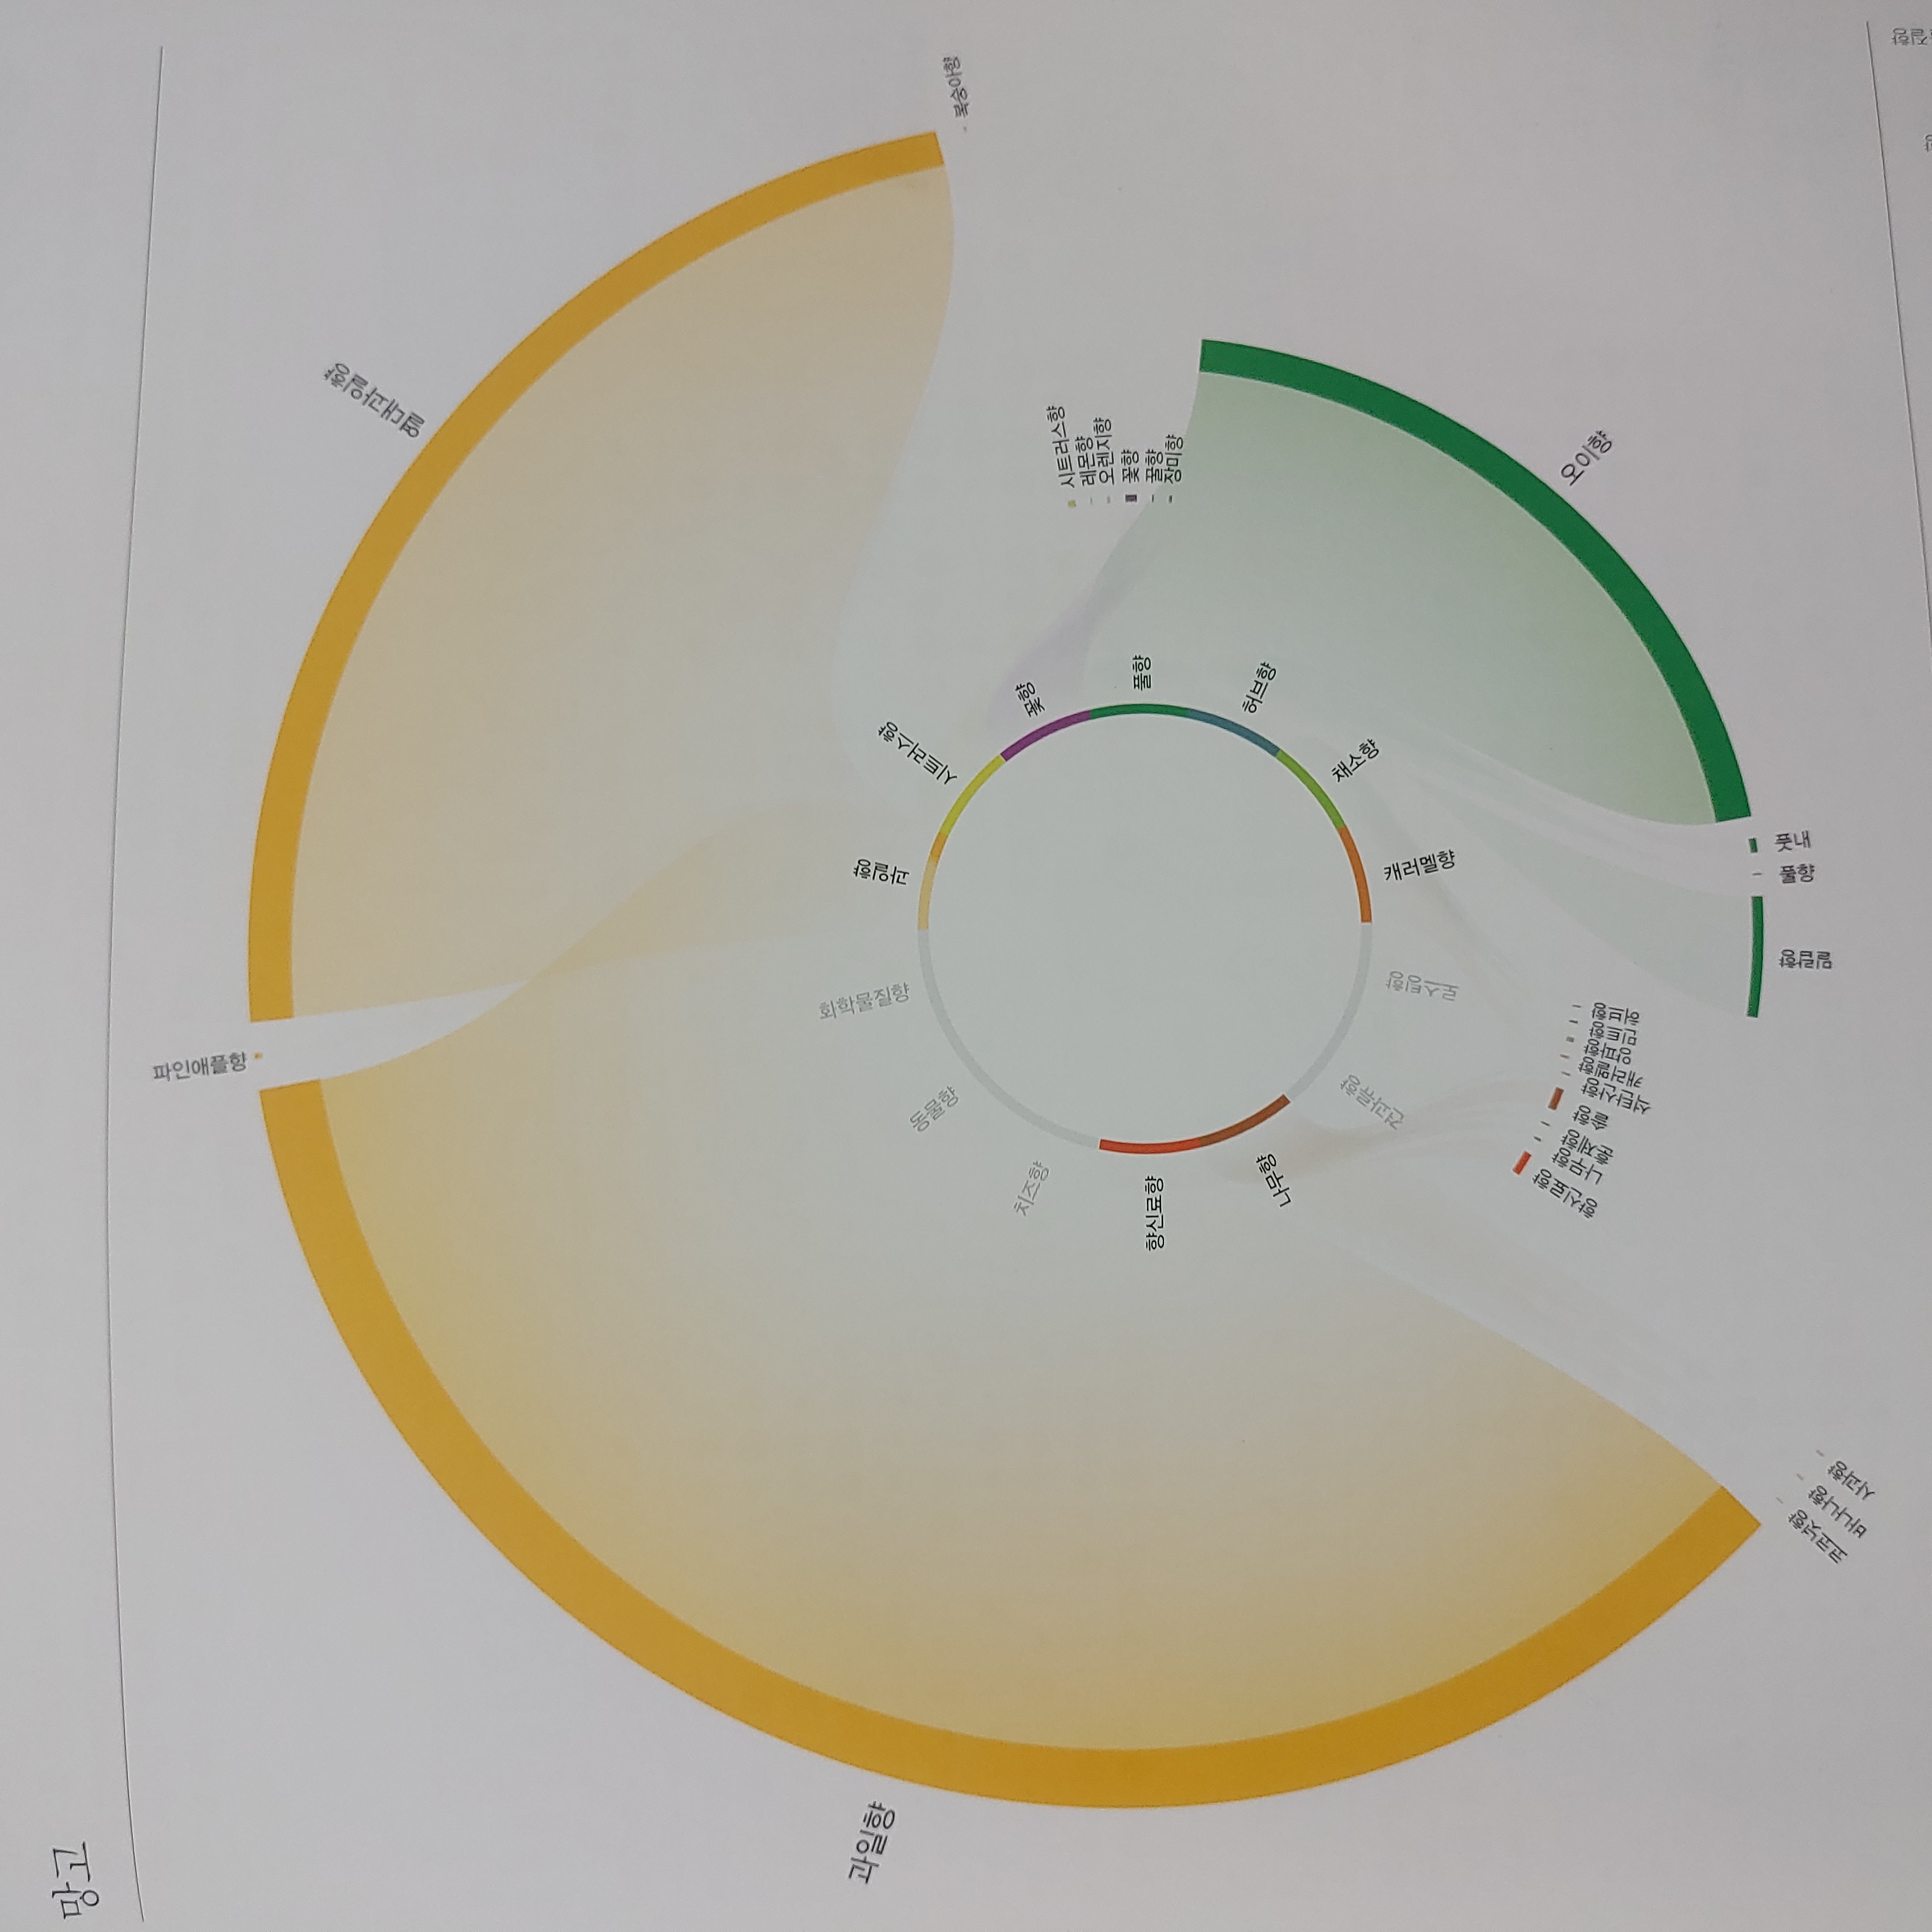 망고
파인애플향
열대과일향
복숭아향
과일향
화학물질향
과일향
시트러스향
동물향
꽃향
치즈향
풀향
향신료향
허브향
나무향
채소향
견과류향
로스팅향
캐러멜향
시트러스향
레몬향
오렌지향
꽃향
꿀향
장미향
오이향
향신료향
나무향
훈제향
솔향
석탄산향
캐러멜향
양파향
민트향
허브향
밀랍향
풀향
풋내
코코넛향
바나나향
사과향